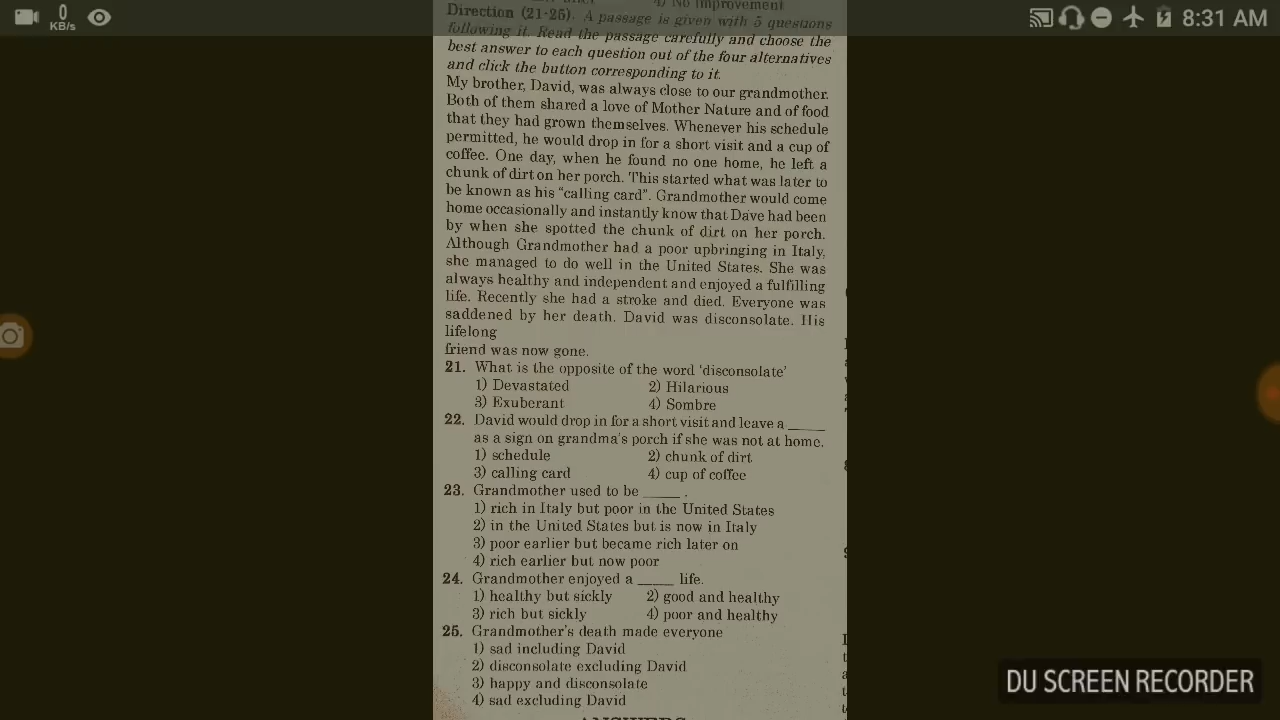 0
KB/s
8:31 AM
4) No Improvement
Direction (21-25). A passage is given with 5 questions
following it. Read the passage carefully and choose the
best answer to each question out of the four alternatives
and click the button corresponding to it.
My brother, David, was always close to our grandmother.
Both of them shared a love of Mother Nature and of food
that they had grown themselves. Whenever his schedule
permitted, he would drop in for a short visit and a cup of
coffee. One day, when he found no one home, he left a
chunk of dirt on her porch. This started what was later to
be known as his “calling card”. Grandmother would come
home occasionally and instantly know that Dave had been
by when she spotted the chunk of dirt on her porch.
Although Grandmother had a poor upbringing in Italy,
she managed to do well in the United States. She was
always healthy and independent and enjoyed a fulfilling
life. Recently she had a stroke and died. Everyone was
saddened by her death. David was disconsolate. His
lifelong
friend was now gone.
21. What is the opposite of the word ‘disconsolate’
1) Devastated 2) Hilarious
3) Exuberant 4) Sombre
22. David would drop in for a short visit and leave a _____
as a sign on grandma's porch if she was not at home.
1) schedule 2) chunk of dirt
3) calling card 4) cup of coffee
23. Grandmother used to be _____ .
1) rich in Italy but poor in the United States
2) in the United States but is now in Italy
3) poor earlier but became rich later on
4) rich earlier but now poor
24. Grandmother enjoyed a _____ life.
1) healthy but sickly 2) good and healthy
3) rich but sickly 4) poor and healthy
25. Grandmother's death made everyone
1) sad including David
2) disconsolate excluding David
3) happy and disconsolate
4) sad excluding David
ANSWERS
DU SCREEN RECORDER